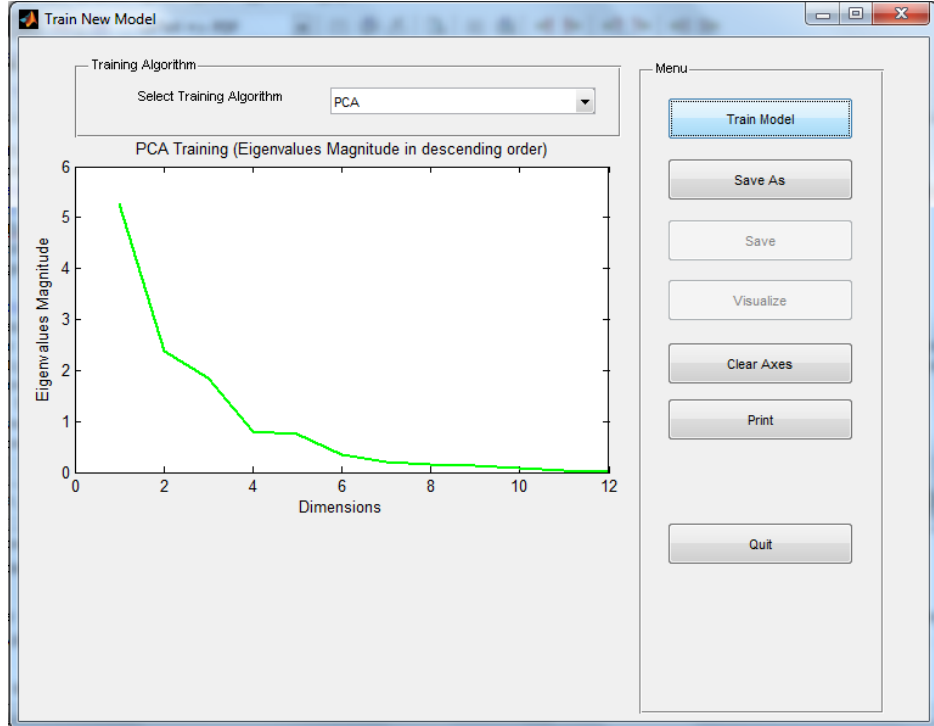 Train New Model
Training Algorithm
Select Training Algorithm
PCA
PCA Training (Eigenvalues Magnitude in descending order)
6
5
4
3
2
1
0
Eigenvalues Magnitude
0 2 4 6 8 10 12
Dimensions
Menu
Train Model
Save As
Save
Visualize
Clear Axes
Print
Quit